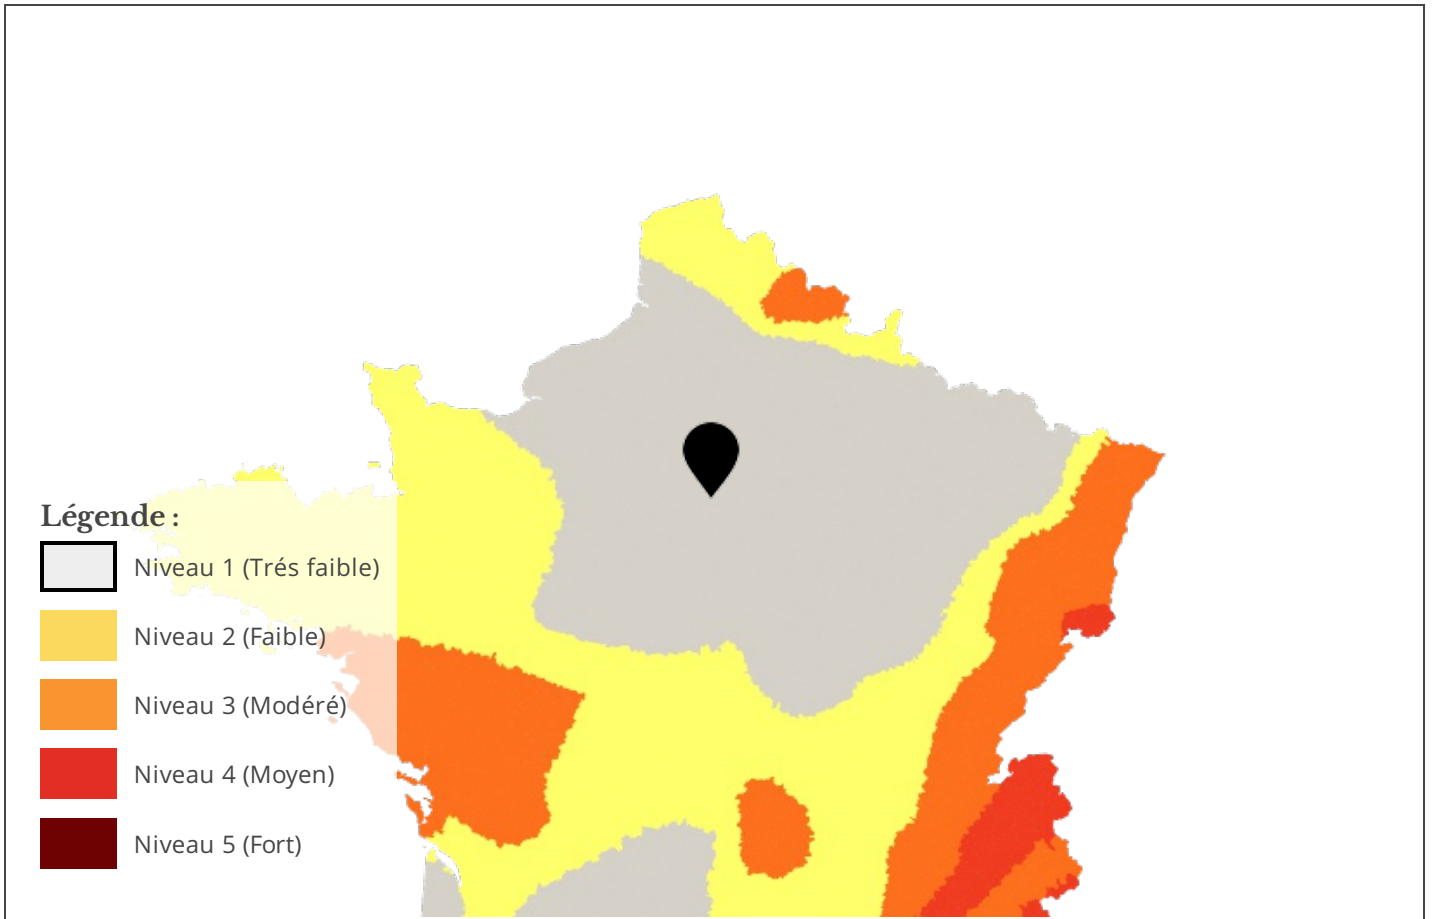 Légende :
Niveau 1 (Trés faible)
Niveau 2 (Faible)
Niveau 3 (Modéré)
Niveau 4 (Moyen)
Niveau 5 (Fort)